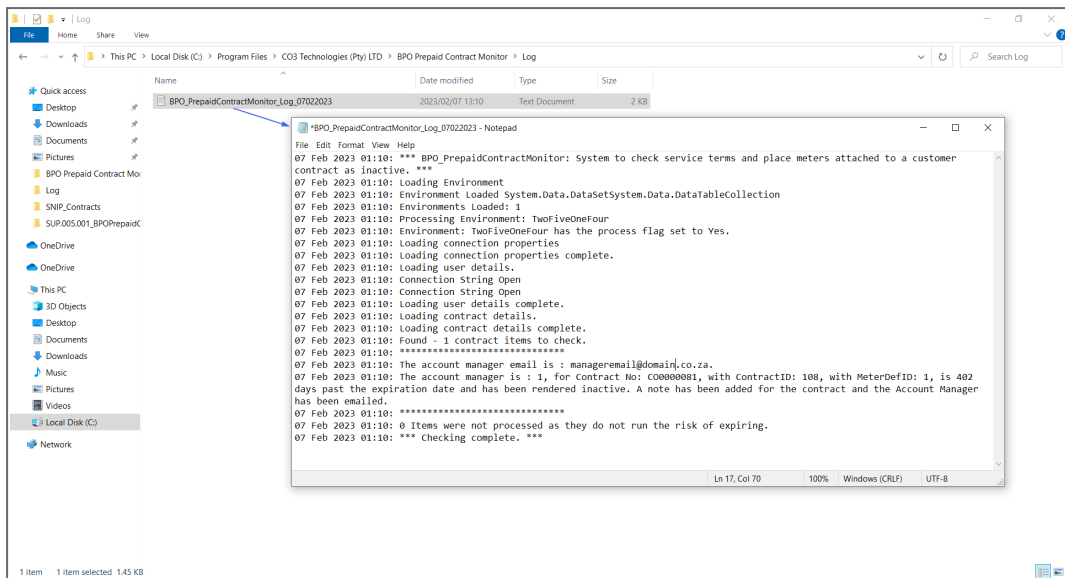 Log
File Home Share View
This PC > Local Disk (C:) > Program Files > CO3 Technologies (Pty) LTD > BPO Prepaid Contract Monitor > Log
Search Log
Name Date modified Type Size
BPO_PrepaidContractMonitor_Log_07022023 2023/02/07 13:10 Text Document 2 KB
Quick access
Desktop
Downloads
Documents
Pictures
BPO Prepaid Contract Mo
Log
SNIP_Contracts
SUP.005.001_BPOPrepaidC
OneDrive
OneDrive
This PC
3D Objects
Desktop
Documents
Downloads
Music
Pictures
Videos
Local Disk (C:)
Network
*BPO_PrepaidContractMonitor_Log_07022023 - Notepad
File Edit Format View Help
07 Feb 2023 01:10: *** BPO_PrepaidContractMonitor: System to check service terms and place meters attached to a customer
contract as inactive. ***
07 Feb 2023 01:10: Loading Environment
07 Feb 2023 01:10: Environment Loaded System.Data.DataSetSystem.Data.DataTableCollection
07 Feb 2023 01:10: Environments Loaded: 1
07 Feb 2023 01:10: Processing Environment: TwoFiveOneFour
07 Feb 2023 01:10: Environment: TwoFiveOneFour has the process flag set to Yes.
07 Feb 2023 01:10: Loading connection properties
07 Feb 2023 01:10: Loading connection properties complete.
07 Feb 2023 01:10: Loading user details.
07 Feb 2023 01:10: Connection String Open
07 Feb 2023 01:10: Connection String Open
07 Feb 2023 01:10: Loading user details complete.
07 Feb 2023 01:10: Loading contract details.
07 Feb 2023 01:10: Loading contract details complete.
07 Feb 2023 01:10: Found - 1 contract items to check.
07 Feb 2023 01:10: ******************************
07 Feb 2023 01:10: The account manager email is : manageremail@domain.co.za.
07 Feb 2023 01:10: The account manager is : 1, for Contract No: CO0000081, with ContractID: 108, with MeterDefID: 1, is 402
days past the expiration date and has been rendered inactive. A note has been added for the contract and the Account Manager
has been emailed.
07 Feb 2023 01:10: ******************************
07 Feb 2023 01:10: 0 Items were not processed as they do not run the risk of expiring.
07 Feb 2023 01:10: *** Checking complete. ***
Ln 17, Col 70 100% Windows (CRLF) UTF-8
1 item 1 item selected 1.45 KB